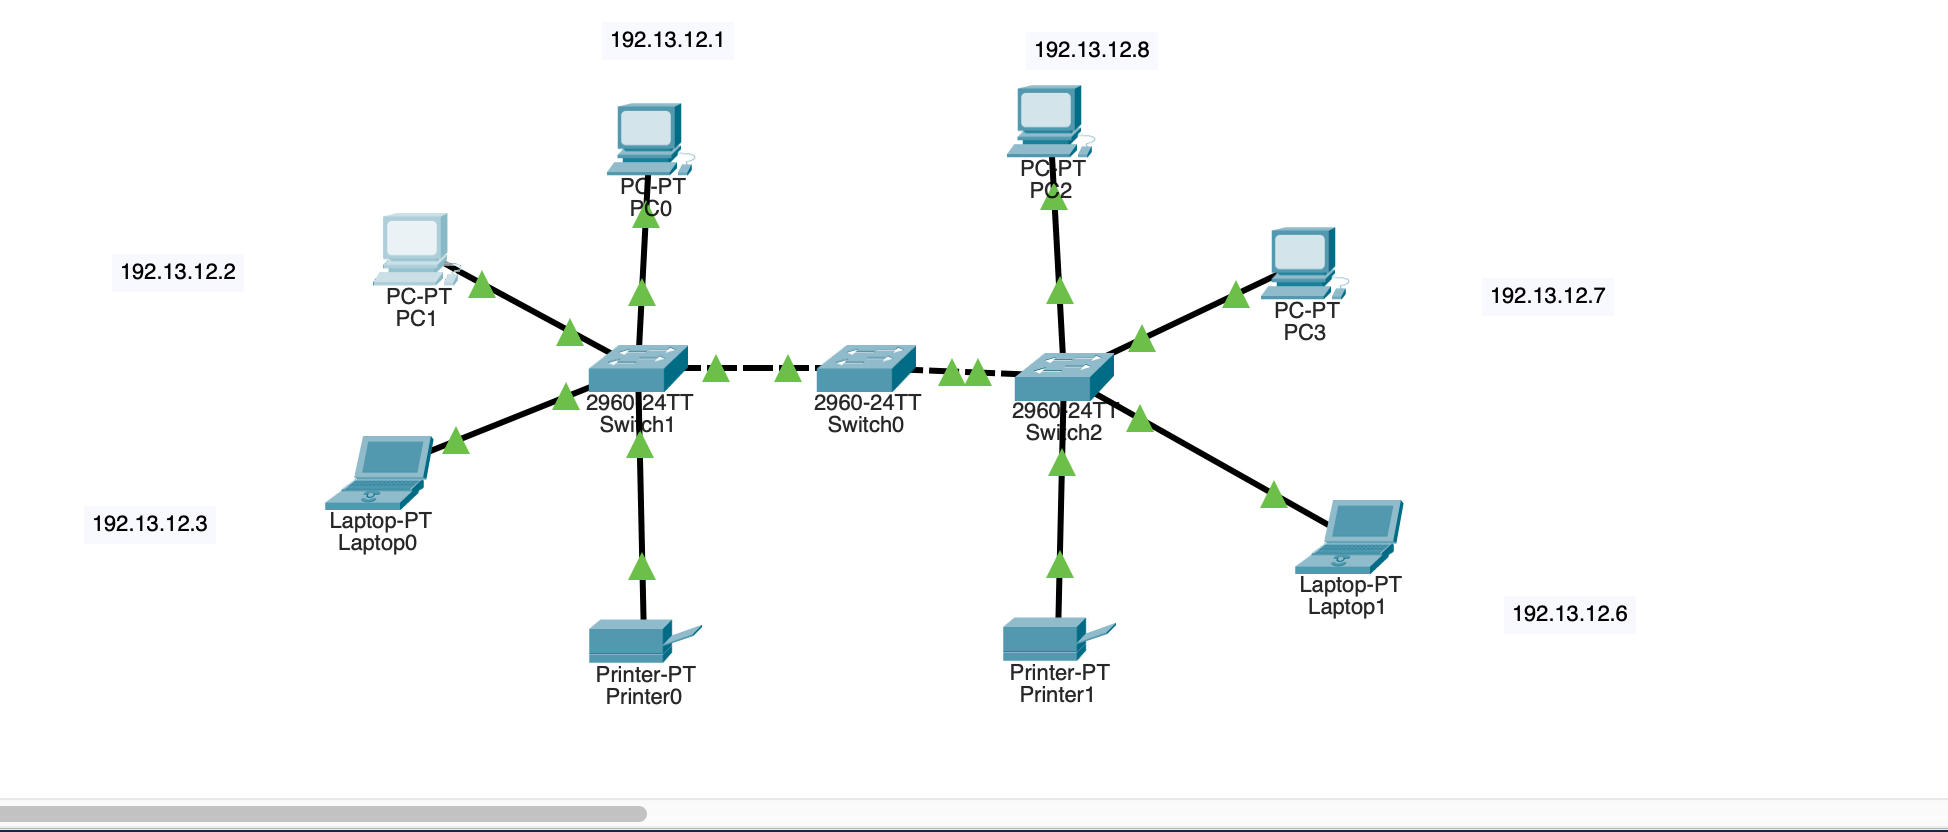 192.13.12.1
192.13.12.8
PC-PT
PC0
PC-PT
PC2
192.13.12.2
PC-PT
PC1
PC-PT
PC3
192.13.12.7
2960-24TT
Switch1
2960-24TT
Switch0
2960-24TT
Switch2
192.13.12.3
Laptop-PT
Laptop0
Laptop-PT
Laptop1
192.13.12.6
Printer-PT
Printer0
Printer-PT
Printer1